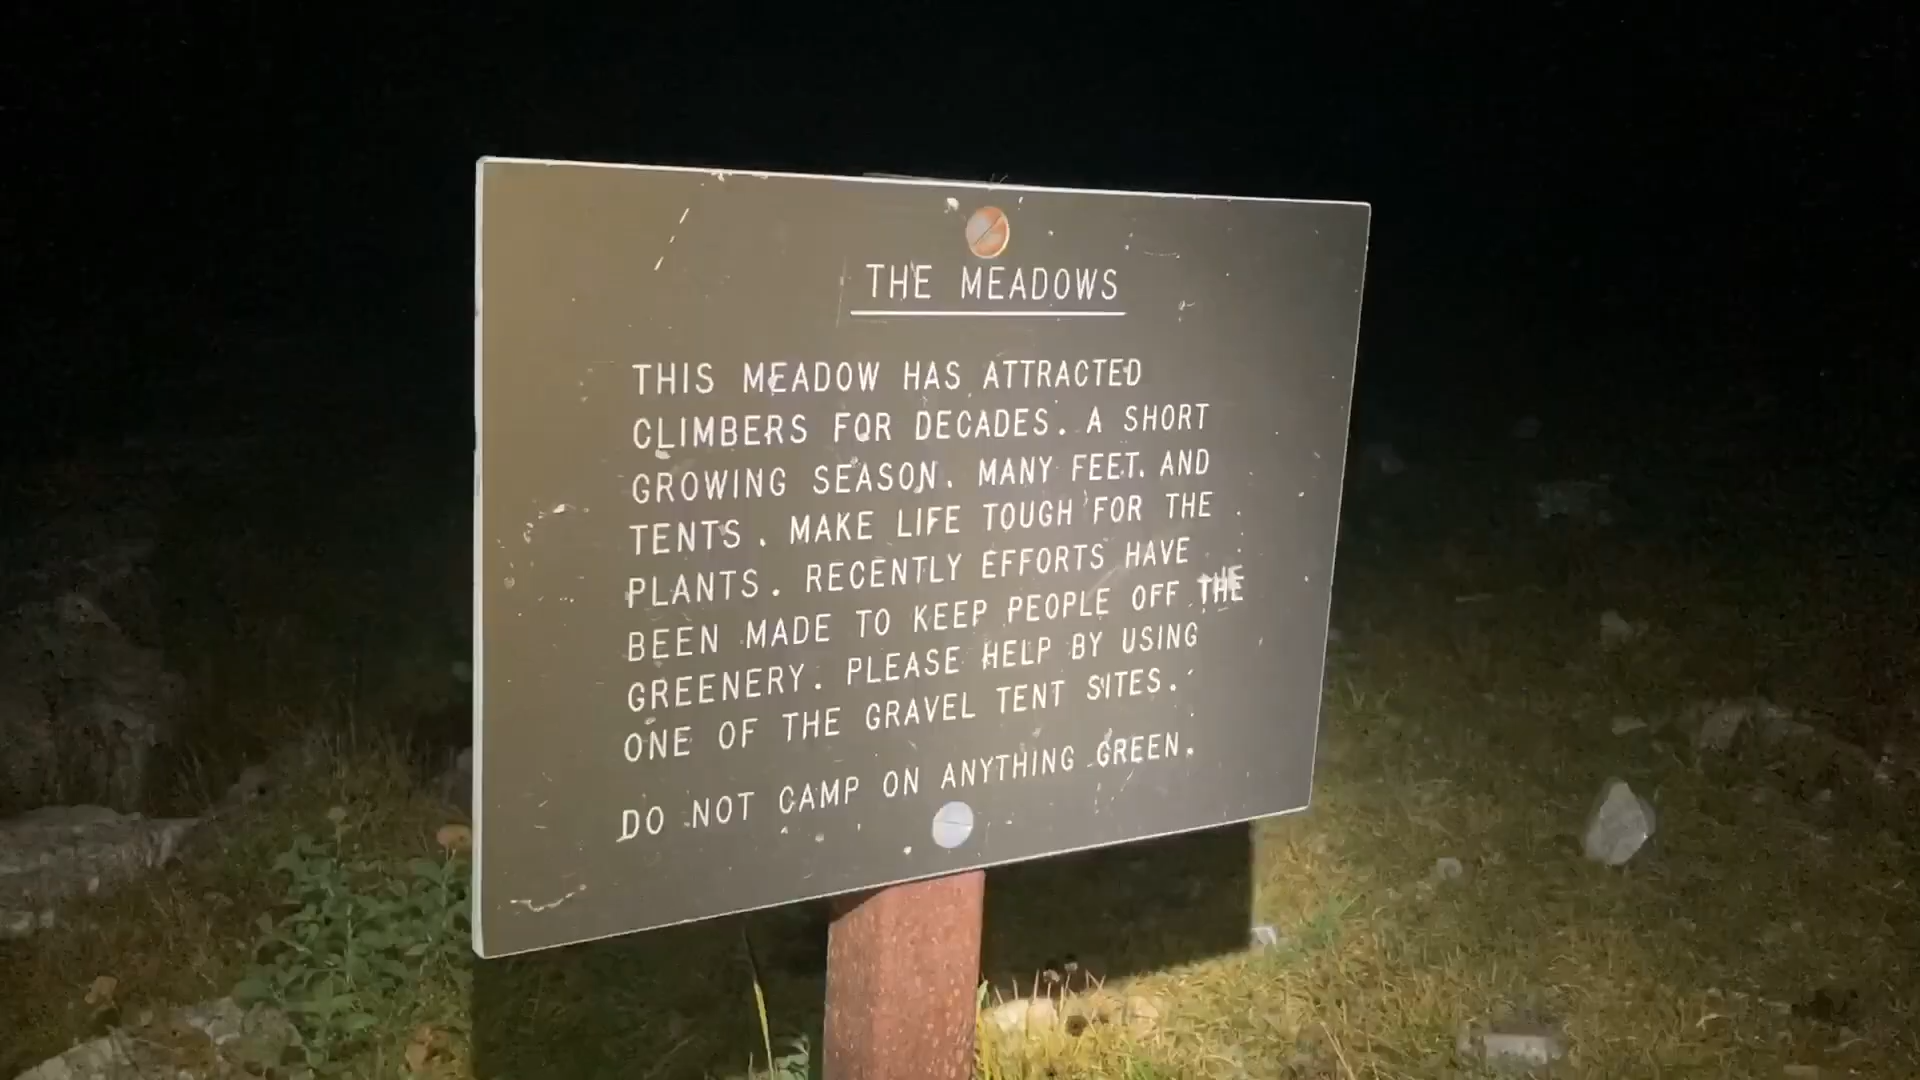 THE MEADOWS
THIS MEADOW HAS ATTRACTED
CLIMBERS FOR DECADES. A SHORT
GROWING SEASON. MANY FEET. AND
TENTS. MAKE LIFE TOUGH FOR THE
PLANTS. RECENTLY EFFORTS HAVE
BEEN MADE TO KEEP PEOPLE OFF THE
GREENERY. PLEASE HELP BY USING
ONE OF THE GRAVEL TENT SITES.
DO NOT CAMP ON ANYTHING GREEN.